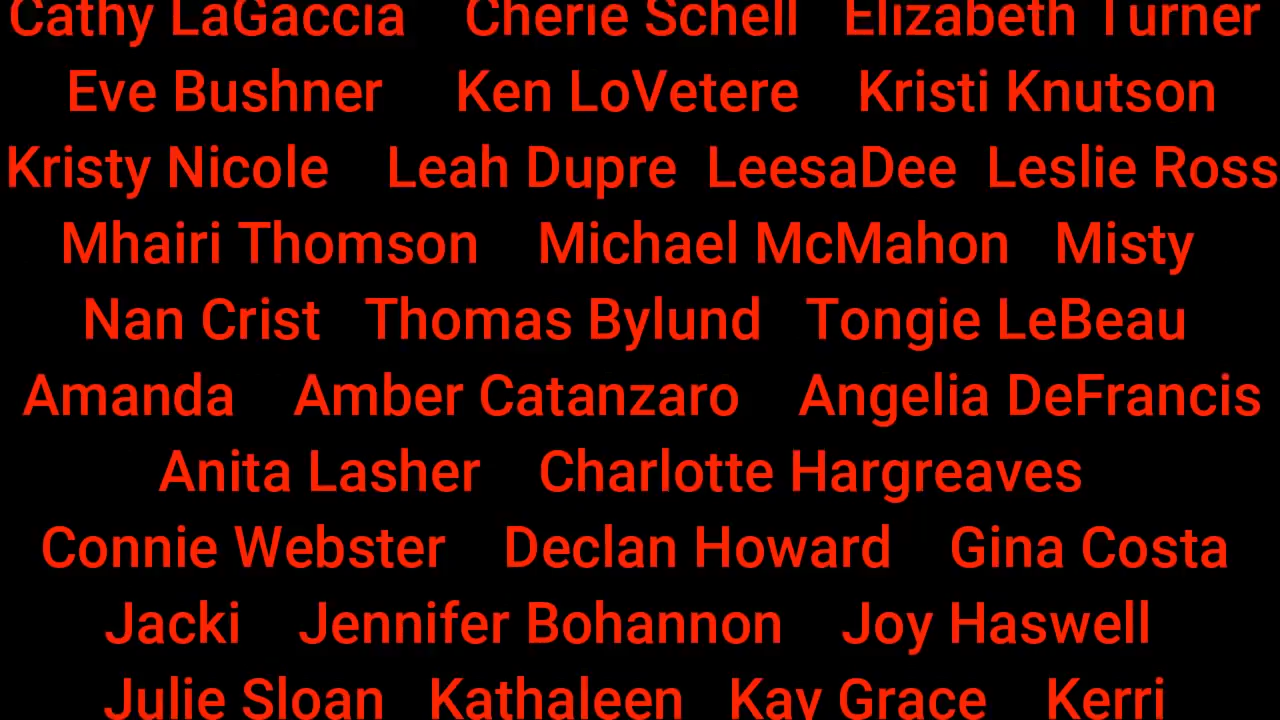 Cathy LaGaccia Cherie Schell Elizabeth Turner
Eve Bushner Ken LoVetere Kristi Knutson
Kristy Nicole Leah Dupre LeesaDee Leslie Ross
Mhairi Thomson Michael McMahon Misty
Nan Crist Thomas Bylund Tongie LeBeau
Amanda Amber Catanzaro Angelia DeFrancis
Anita Lasher Charlotte Hargreaves
Connie Webster Declan Howard Gina Costa
Jacki Jennifer Bohannon Joy Haswell
Julie Sloan Kathaleen Kay Grace Kerri